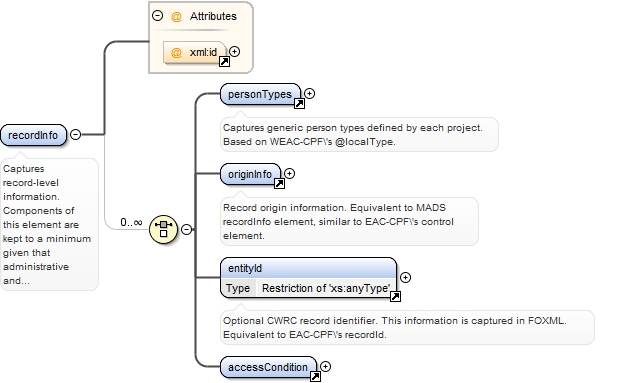 Attributes
@ xml:id
recordInfo
Captures
record-level
information.
Components of
this element are
kept to a minimum
given that
administrative
and...
0..∞
personTypes
Captures generic person types defined by each project.
Based on WEAC-CPF\'s @localType.
originInfo
Record origin information. Equivalent to MADS
recordInfo element, similar to EAC-CPF\'s control
element.
entityId
Type Restriction of 'xs:anyType'
Optional CWRC record identifier. This information is captured in FOXML.
Equivalent to EAC-CPF\'s recordId.
accessCondition